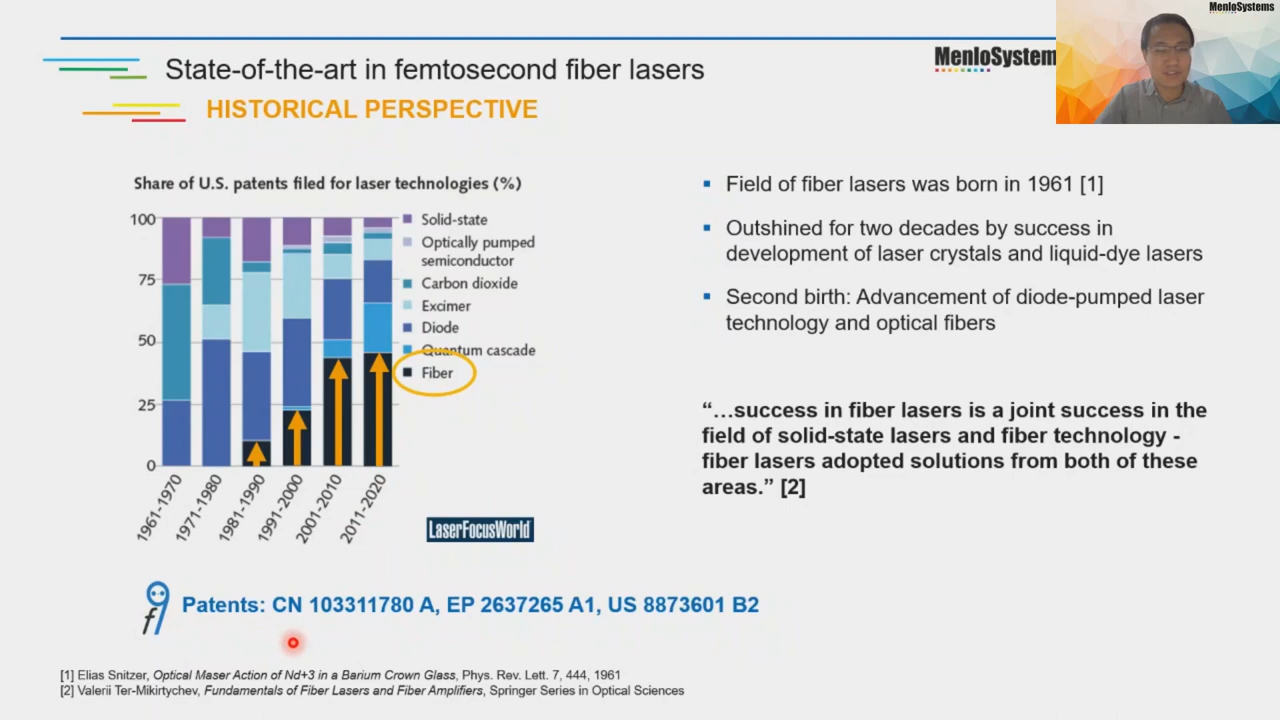 MenloSystems
State-of-the-art in femtosecond fiber lasers
MenloSystem
HISTORICAL PERSPECTIVE
Share of U.S. patents filed for laser technologies (%)
100
75
50
25
0
1961-1970
1971-1980
1981-1990
1991-2000
2001-2010
2011-2020
Solid-state
Optically pumped
semiconductor
Carbon dioxide
Excimer
Diode
Quantum cascade
Fiber
LaserFocusWorld
Field of fiber lasers was born in 1961 [1]
Outshined for two decades by success in
development of laser crystals and liquid-dye lasers
Second birth: Advancement of diode-pumped laser
technology and optical fibers
“…success in fiber lasers is a joint success in the
field of solid-state lasers and fiber technology -
fiber lasers adopted solutions from both of these
areas.” [2]
f9
Patents: CN 103311780 A, EP 2637265 A1, US 8873601 B2
[1] Elias Snitzer, Optical Maser Action of Nd+3 in a Barium Crown Glass, Phys. Rev. Lett. 7, 444, 1961
[2] Valerii Ter-Mikirtychev, Fundamentals of Fiber Lasers and Fiber Amplifiers, Springer Series in Optical Sciences